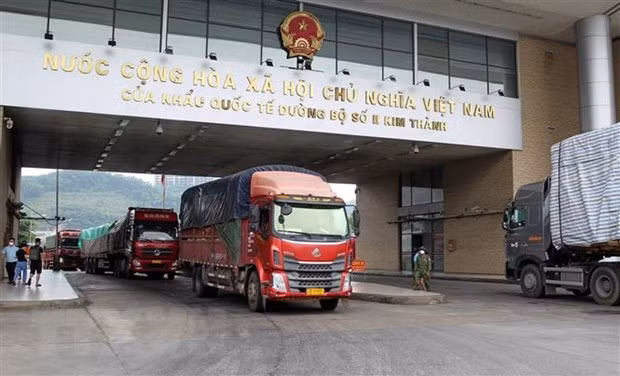 NƯỚC CỘNG HÒA XÃ HỘI CHỦ NGHĨA VIỆT NAM
CỬA KHẨU QUỐC TẾ ĐƯỜNG BỘ SỐ II KIM THÀNH